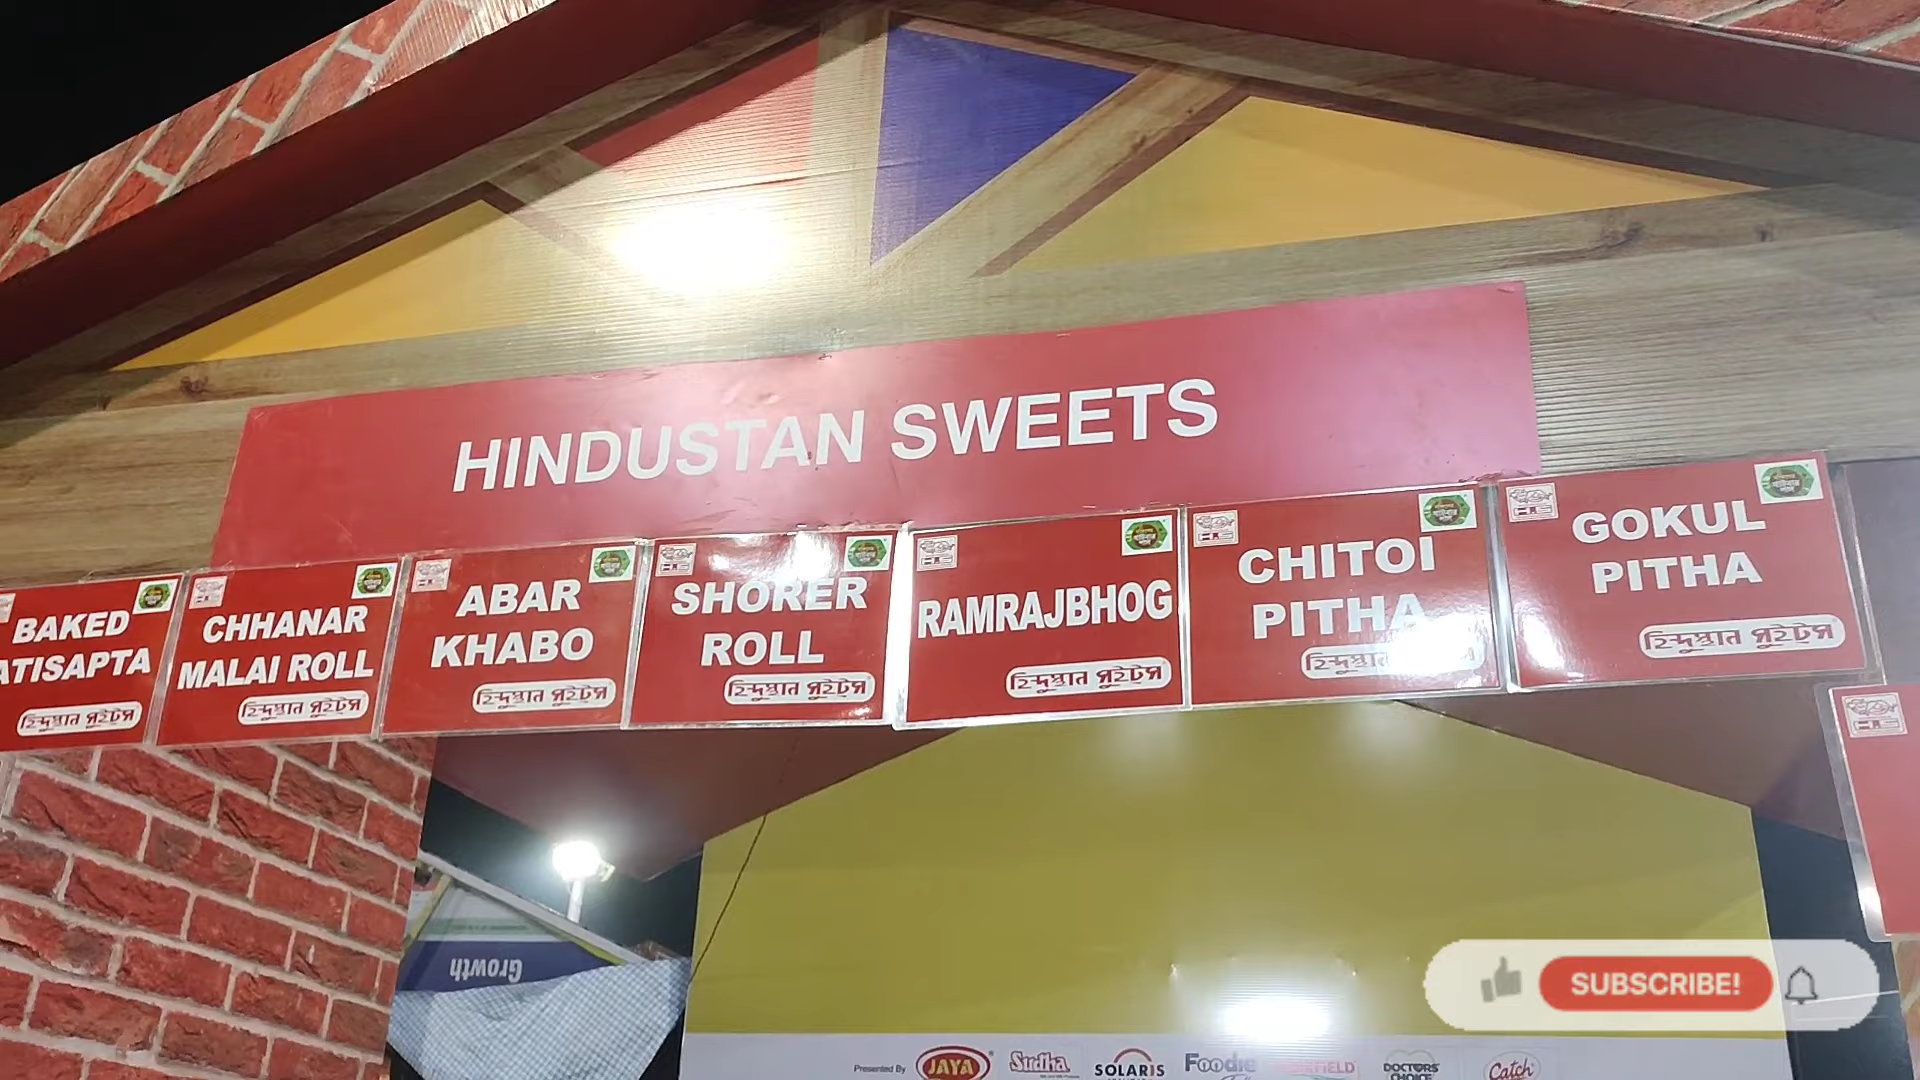 HINDUSTAN SWEETS
BAKED
ATISAPTA
হিন্দুস্তান সুইটস
CHHANAR
MALAI ROLL
হিন্দুস্তান সুইটস
ABAR
KHABO
হিন্দুস্তান সুইটস
SHORER
ROLL
হিন্দুস্তান সুইটস
RAMRAJBHOG
হিন্দুস্তান সুইটস
CHITOI
PITHA
হিন্দুস্তান
GOKUL
PITHA
হিন্দুস্তান সুইটস
Growth
SUBSCRIBE!
Presented By JAYA Sudha SOLARIS Foodie DOCTORS' CHOICE Catch